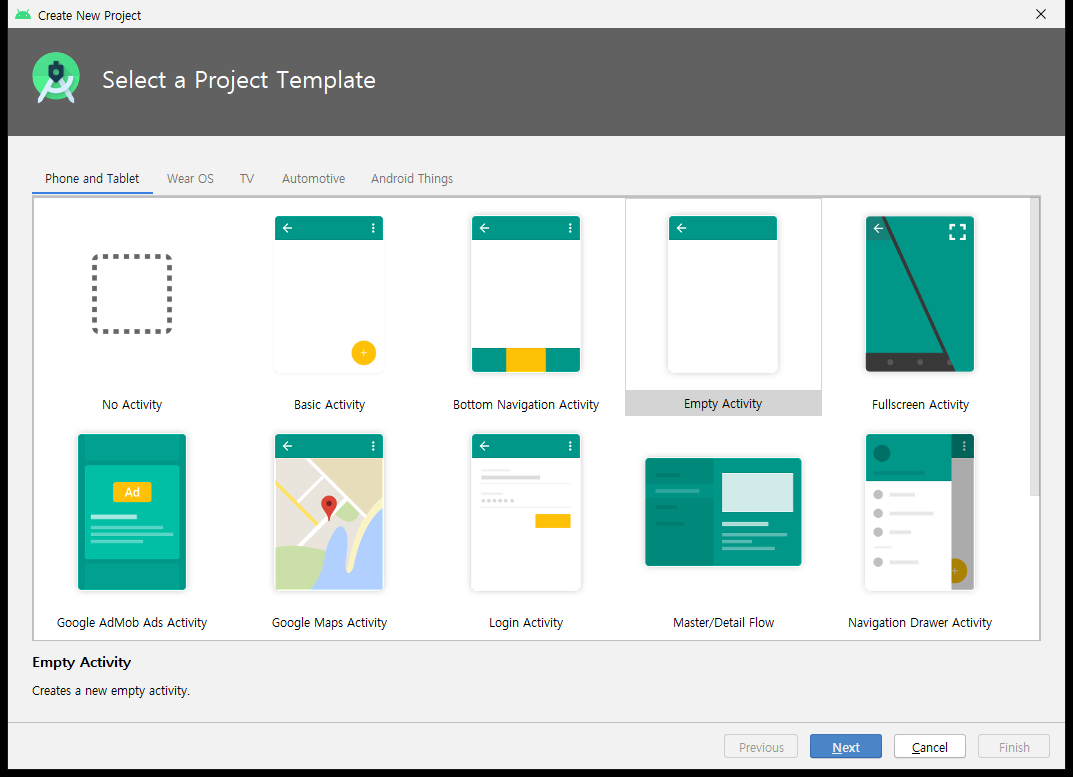 Create New Project
Select a Project Template
Phone and Tablet
Wear OS
TV
Automotive
Android Things
No Activity
Basic Activity
Bottom Navigation Activity
Empty Activity
Fullscreen Activity
Ad
Google AdMob Ads Activity
Google Maps Activity
Login Activity
Master/Detail Flow
Navigation Drawer Activity
Empty Activity
Creates a new empty activity.
Previous
Next
Cancel
Finish